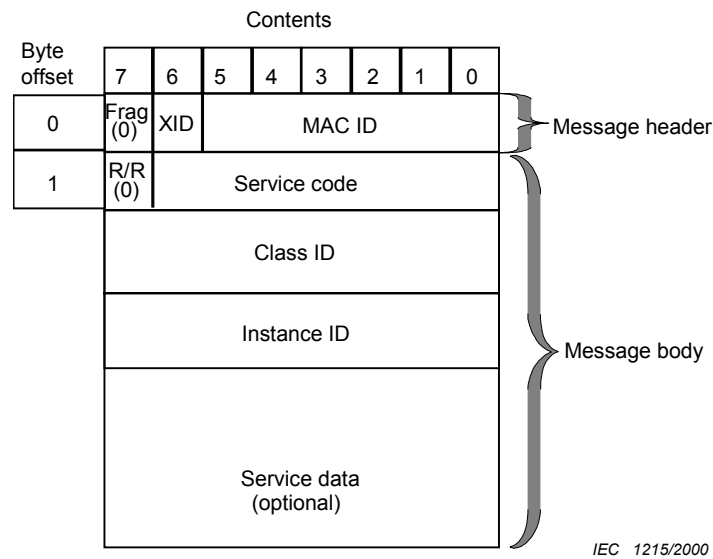 Contents
Byte
offset
7 6 5 4 3 2 1 0
0 Frag
(0) XID MAC ID Message header
1 R/R
(0) Service code
Class ID
Instance ID
Message body
Service data
(optional)
IEC 1215/2000